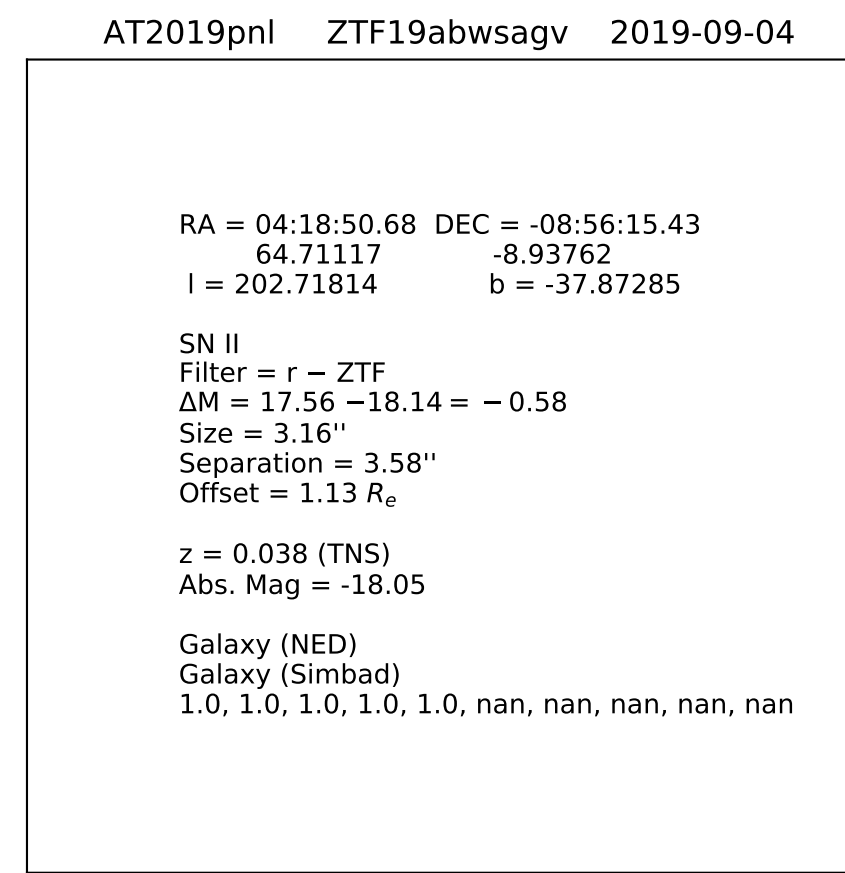 AT2019pnl ZTF19abwsagv 2019-09-04
RA = 04:18:50.68 DEC = -08:56:15.43
64.71117 -8.93762
l = 202.71814 b = -37.87285
SN II
Filter = r − ZTF
ΔM = 17.56 −18.14 = − 0.58
Size = 3.16''
Separation = 3.58''
Offset = 1.13 Re
z = 0.038 (TNS)
Abs. Mag = -18.05
Galaxy (NED)
Galaxy (Simbad)
1.0, 1.0, 1.0, 1.0, 1.0, nan, nan, nan, nan, nan